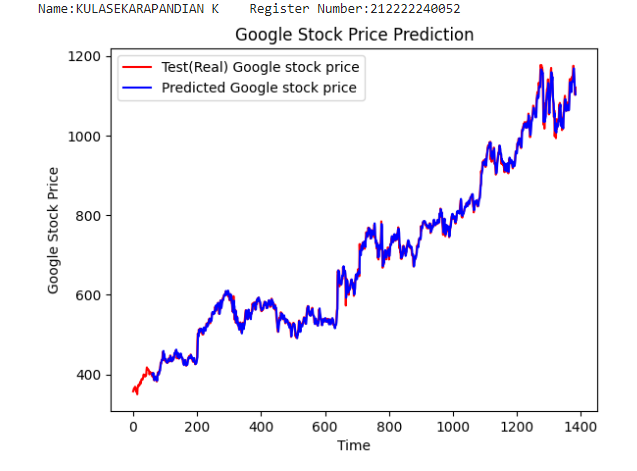 Name:KULASEKARAPANDIAN K    Register Number:212222240052
Google Stock Price Prediction
Test(Real) Google stock price
Predicted Google stock price
Google Stock Price
1200
1000
800
600
400
0 200 400 600 800 1000 1200 1400
Time